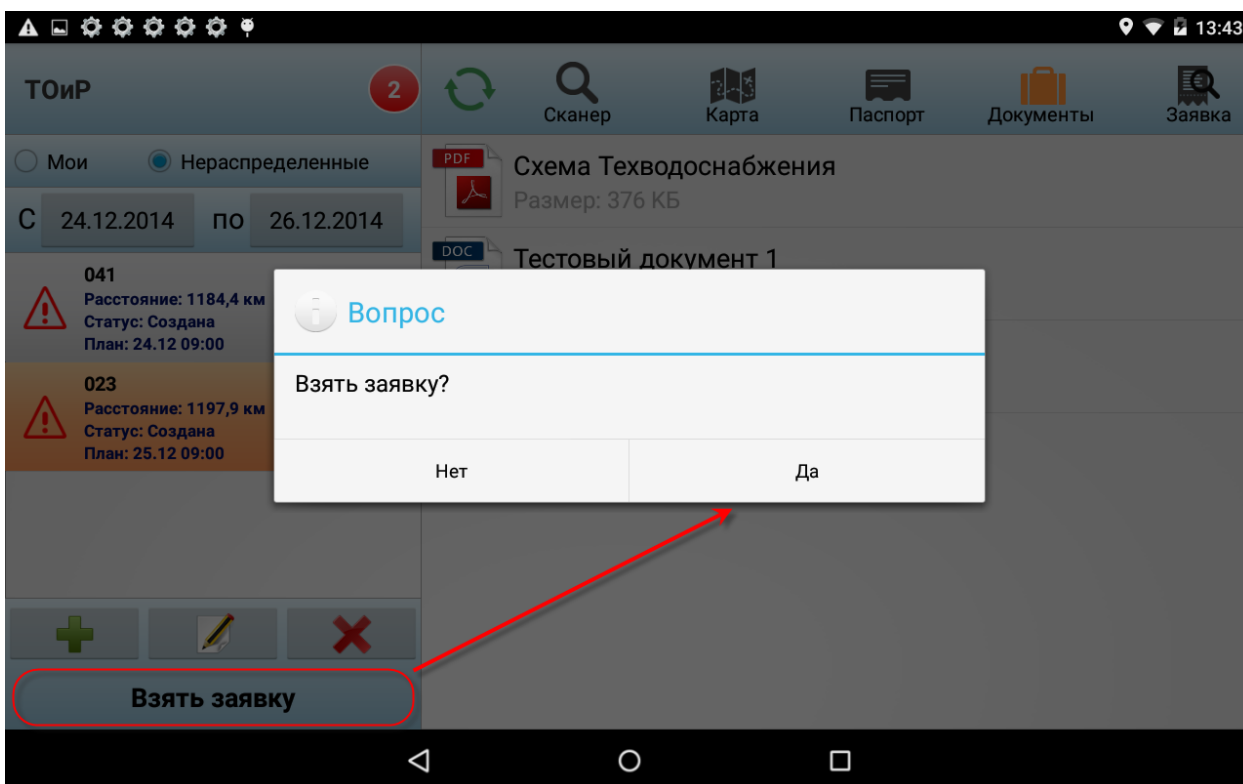 13:43
ТОиР
2
Сканер
Карта
Паспорт
Документы
Заявка
Мои
Нераспределенные
С 24.12.2014 по 26.12.2014
041
Расстояние: 1184,4 км
Статус: Создана
План: 24.12 09:00
023
Расстояние: 1197,9 км
Статус: Создана
План: 25.12 09:00
Взять заявку
PDF
Схема Техводоснабжения
Размер: 376 КБ
DOC
Тестовый документ 1
Вопрос
Взять заявку?
Нет
Да